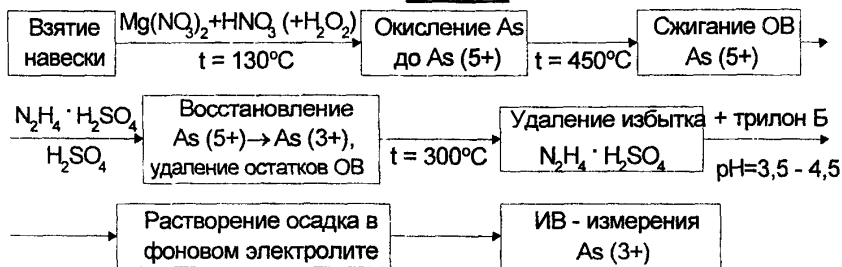 Взятие навески
Mg(NO₃)₂+HNO₃ (+H₂O₂)
t = 130ºC
Окисление As
до As (5+)
t = 450ºC
Сжигание ОВ
As (5+)
N₂H₄ · H₂SO₄
H₂SO₄
Восстановление
As (5+)→As (3+),
удаление остатков ОВ
t = 300ºC
Удаление избытка
N₂H₄ · H₂SO₄
+ трилон Б
pH=3,5 - 4,5
Растворение осадка в
фоновом электролите
ИВ - измерения
As (3+)